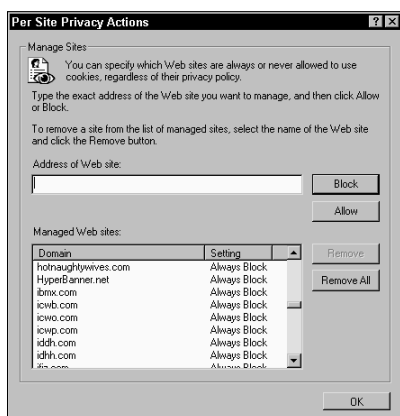 Per Site Privacy Actions
Manage Sites
You can specify which Web sites are always or never allowed to use
cookies, regardless of their privacy policy.
Type the exact address of the Web site you want to manage, and then click Allow
or Block.
To remove a site from the list of managed sites, select the name of the Web site
and click the Remove button.
Address of Web site:
Block
Allow
Managed Web sites:
Domain Setting
Remove
hotnaughtywives.com Always Block
HyperBanner.net Always Block
Remove All
ibmx.com Always Block
icwb.com Always Block
icwo.com Always Block
icwp.com Always Block
iddh.com Always Block
idhh.com Always Block
Always Block
OK